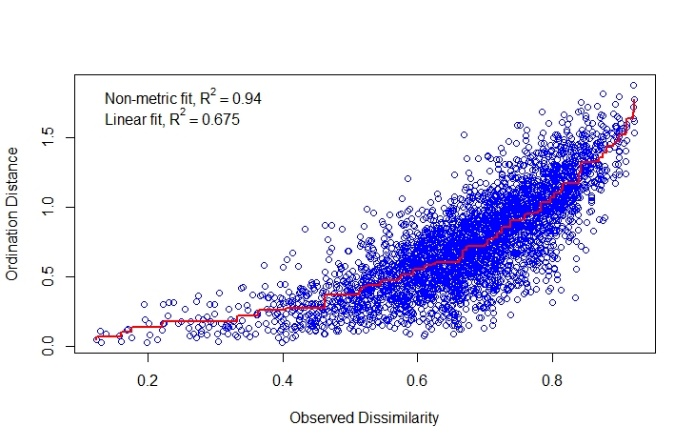 Non-metric fit, R² = 0.94
Linear fit, R² = 0.675
Ordination Distance
1.5
1.0
0.5
0.0
0.2 0.4 0.6 0.8
Observed Dissimilarity